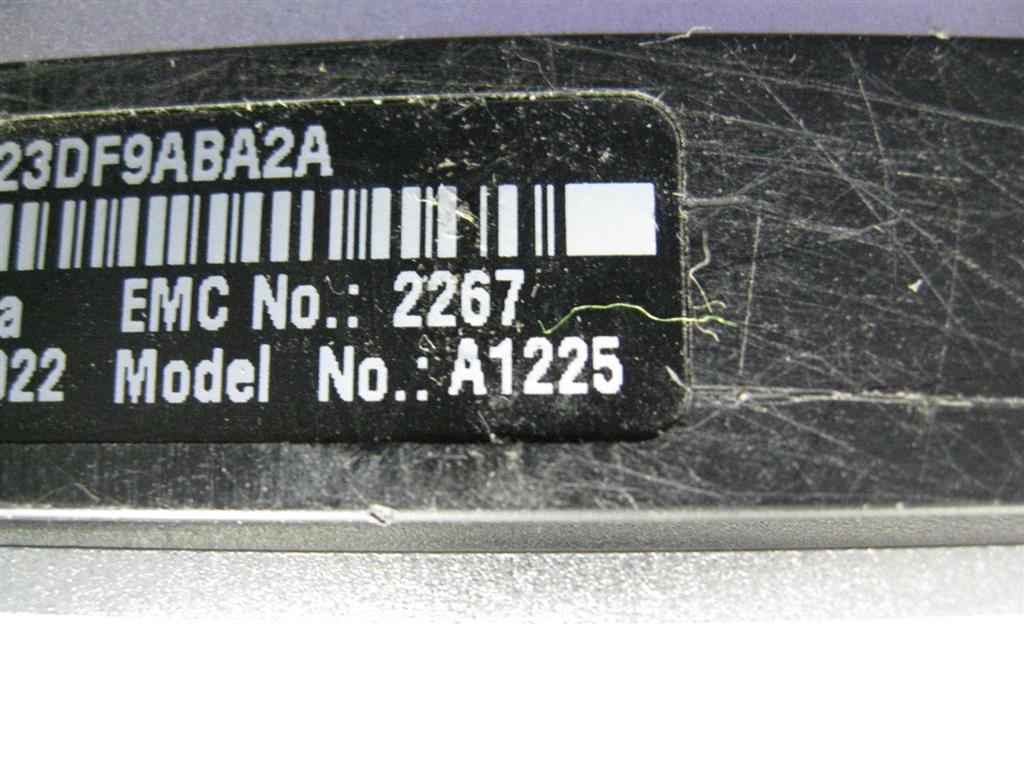 23DF9ABA2A
a EMC No.: 2267
022 Model No.: A1225